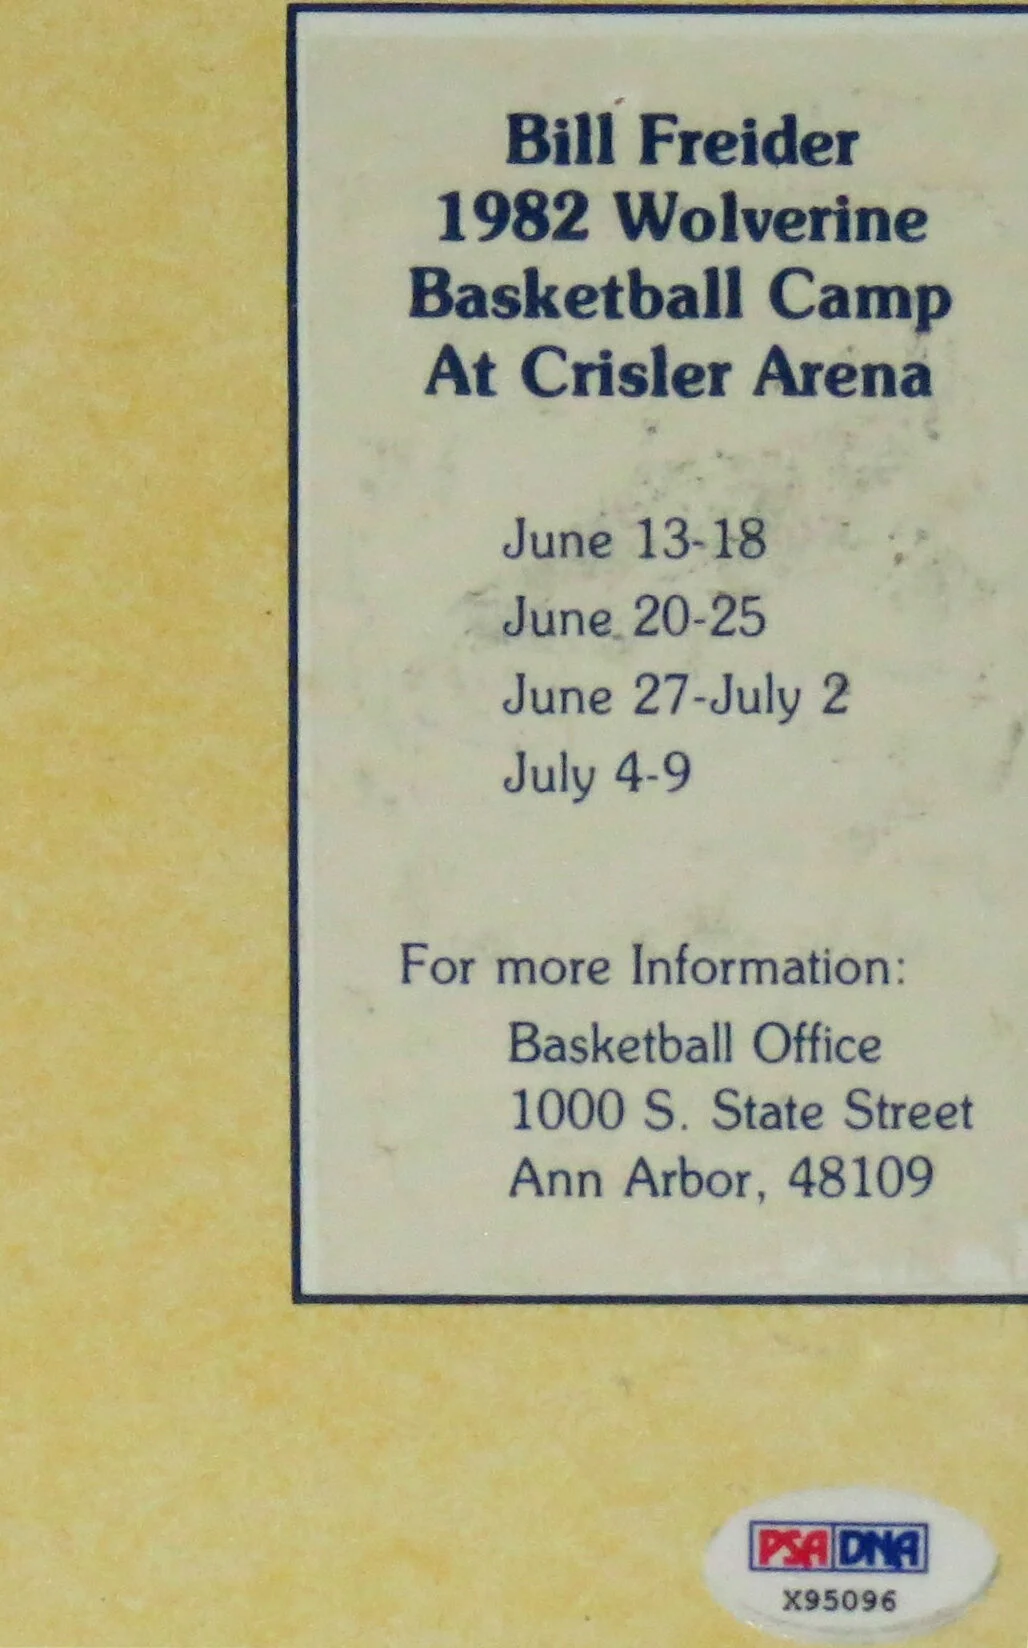 Bill Freider
1982 Wolverine
Basketball Camp
At Crisler Arena
June 13-18
June 20-25
June 27-July 2
July 4-9
For more Information:
Basketball Office
1000 S. State Street
Ann Arbor, 48109
PSA DNA
X95096